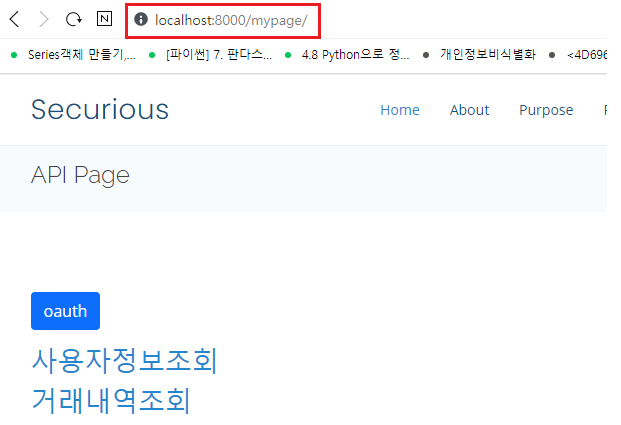 localhost:8000/mypage/
Series객체 만들기,... [파이썬] 7. 판다스... 4.8 Python으로 정... 개인정보비식별화 <4D696
Securious Home About Purpose
API Page
oauth
사용자정보조회
거래내역조회